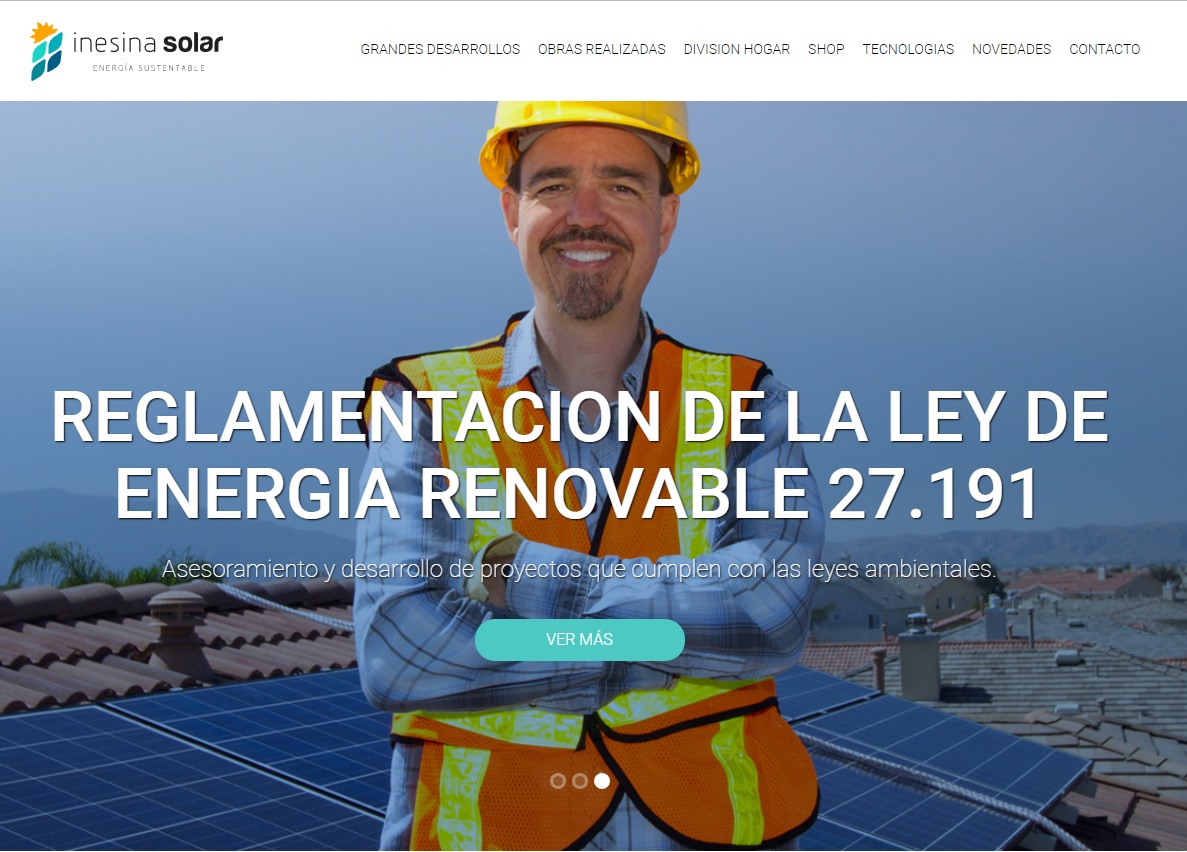 inesina solar
ENERGÍA SUSTENTABLE
GRANDES DESARROLLOS OBRAS REALIZADAS DIVISION HOGAR SHOP TECNOLOGIAS NOVEDADES CONTACTO
REGLAMENTACION DE LA LEY DE
ENERGIA RENOVABLE 27.191
Asesoramiento y desarrollo de proyectos que cumplen con las leyes ambientales.
VER MÁS